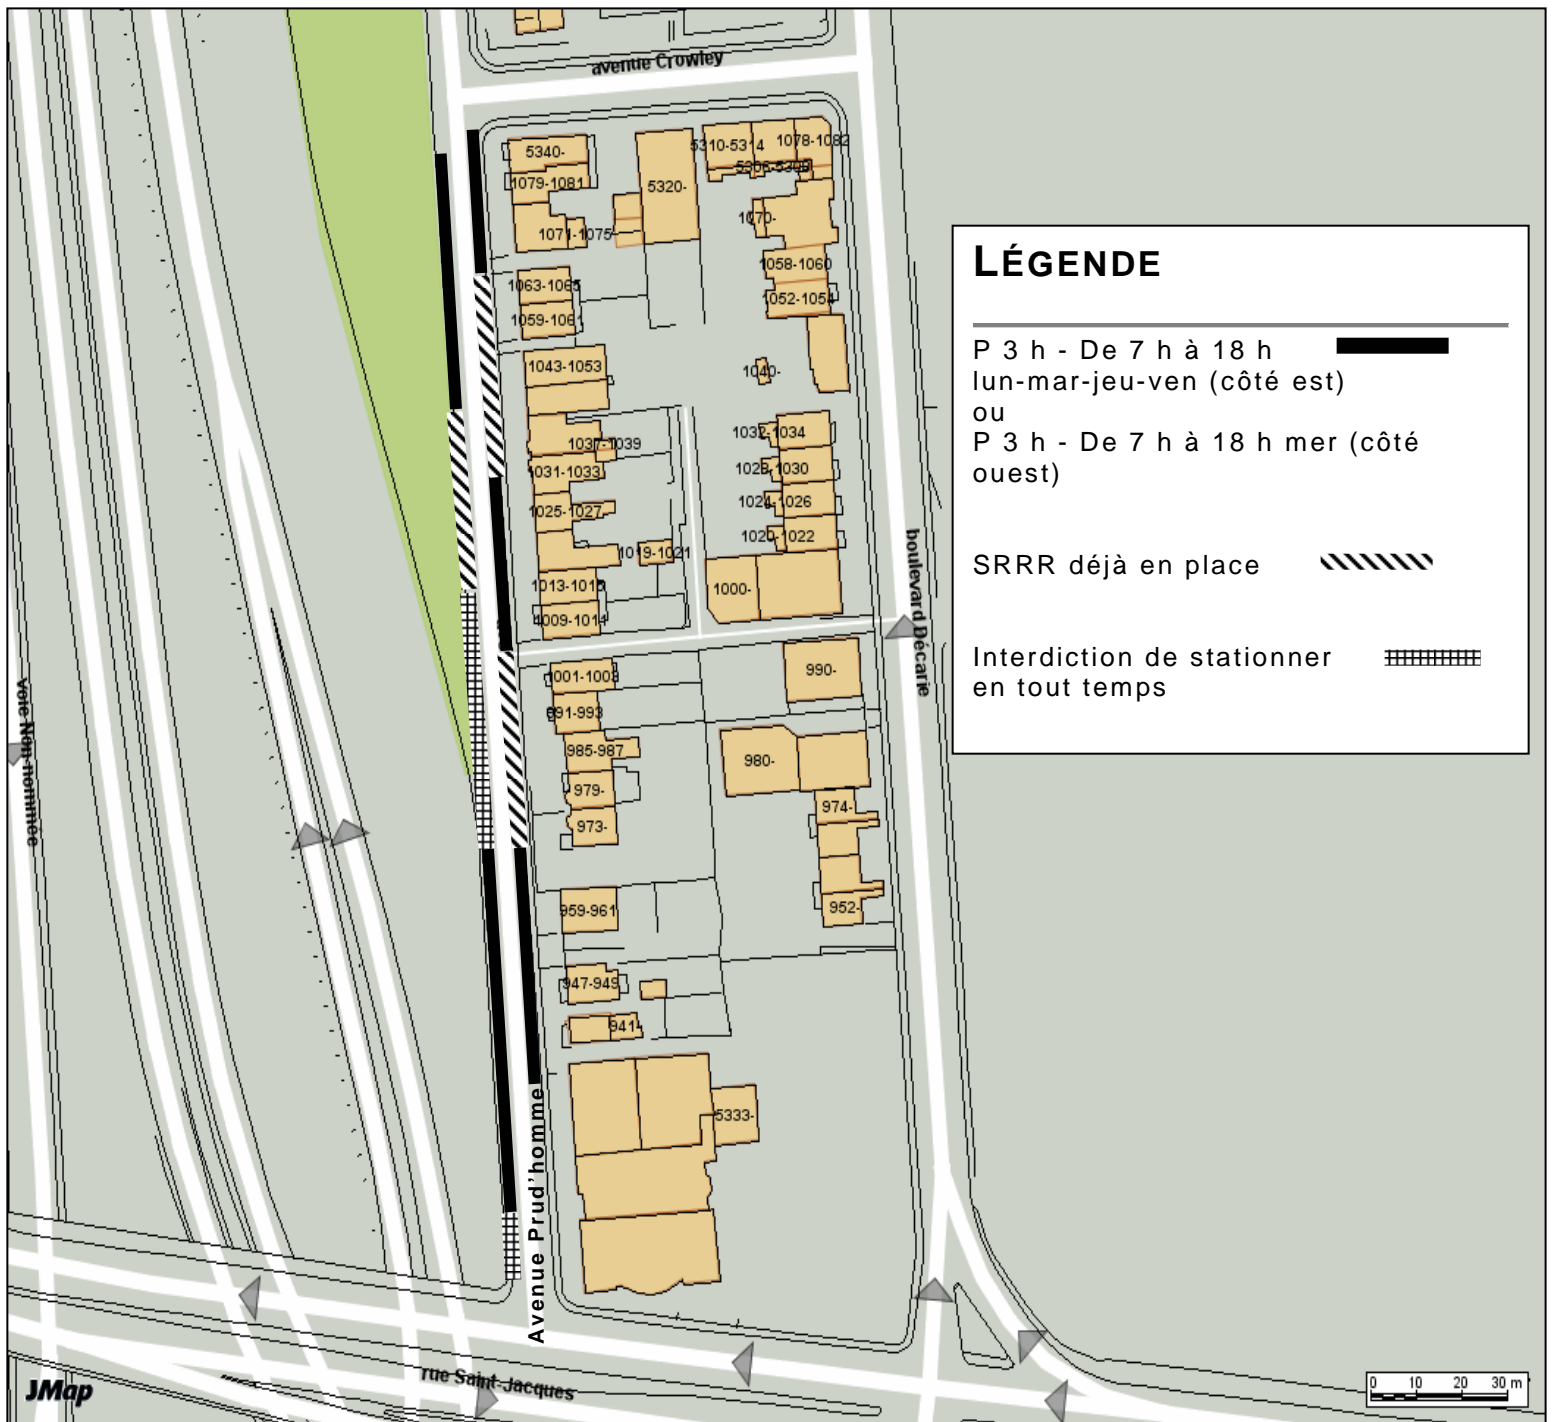 avenue Crowley
5340-
5310-5314
1078-1082
1079-1081
5320-
1070-
1071-1075
1058-1060
1063-1065
1052-1054
1059-1061
1043-1053
1040-
1032-1034
1037-1039
1031-1033
1028-1030
1025-1027
1024-1026
1020-1022
1019-1021
1013-1015
1000-
1009-1011
990-
1001-1003
991-993
985-987
980-
979-
974-
973-
959-961
952-
947-949
941-
5333-
boulevard Décarie
voie Non-nommée
Avenue Prud'homme
rue Saint-Jacques
LÉGENDE
P 3 h - De 7 h à 18 h
lun-mar-jeu-ven (côté est)
ou
P 3 h - De 7 h à 18 h mer (côté
ouest)
SRRR déjà en place
Interdiction de stationner
en tout temps
JMap
0 10 20 30 m